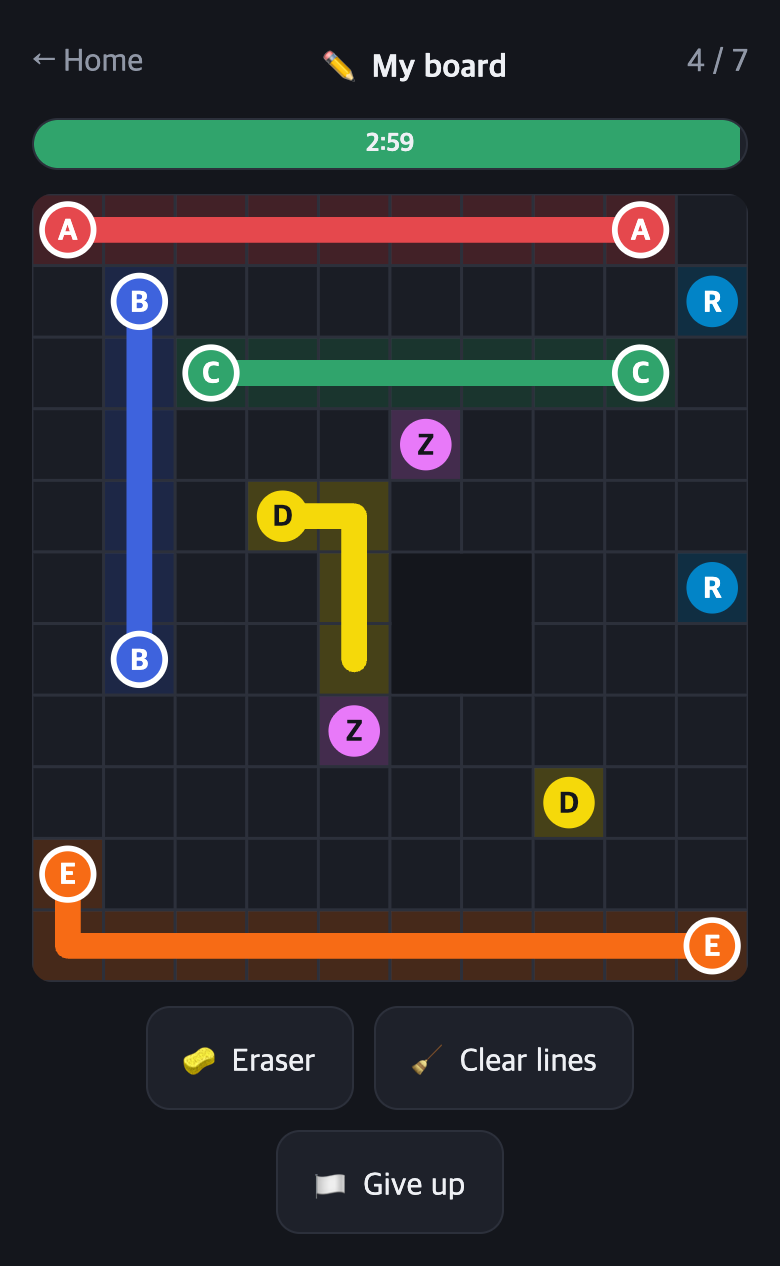 ← Home
✏️ My board
4 / 7
2:59
A A
B R
C C
Z
D
R
B
Z
D
E
E
🧽 Eraser
🧹 Clear lines
🏳️ Give up